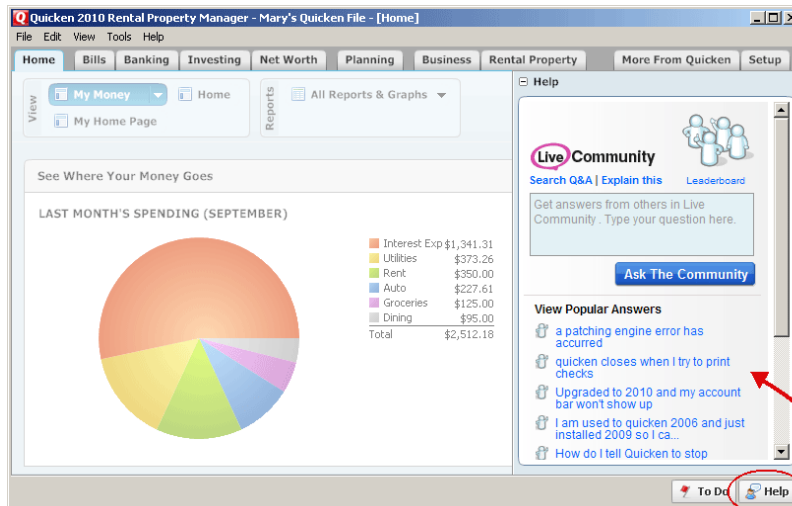 Quicken 2010 Rental Property Manager - Mary's Quicken File - [Home]
File Edit View Tools Help
Home Bills Banking Investing Net Worth Planning Business Rental Property More From Quicken Setup
View
My Money
Home
My Home Page
Reports
All Reports & Graphs
See Where Your Money Goes
LAST MONTH'S SPENDING (SEPTEMBER)
Interest Exp $1,341.31
Utilities $373.26
Rent $350.00
Auto $227.61
Groceries $125.00
Dining $95.00
Total $2,512.18
Help
Live Community
Search Q&A | Explain this
Leaderboard
Get answers from others in Live
Community . Type your question here.
Ask The Community
View Popular Answers
a patching engine error has
accurred
quicken closes when I try to print
checks
Upgraded to 2010 and my account
bar won't show up
I am used to quicken 2006 and just
installed 2009 so I ca...
How do I tell Quicken to stop
To Do Help